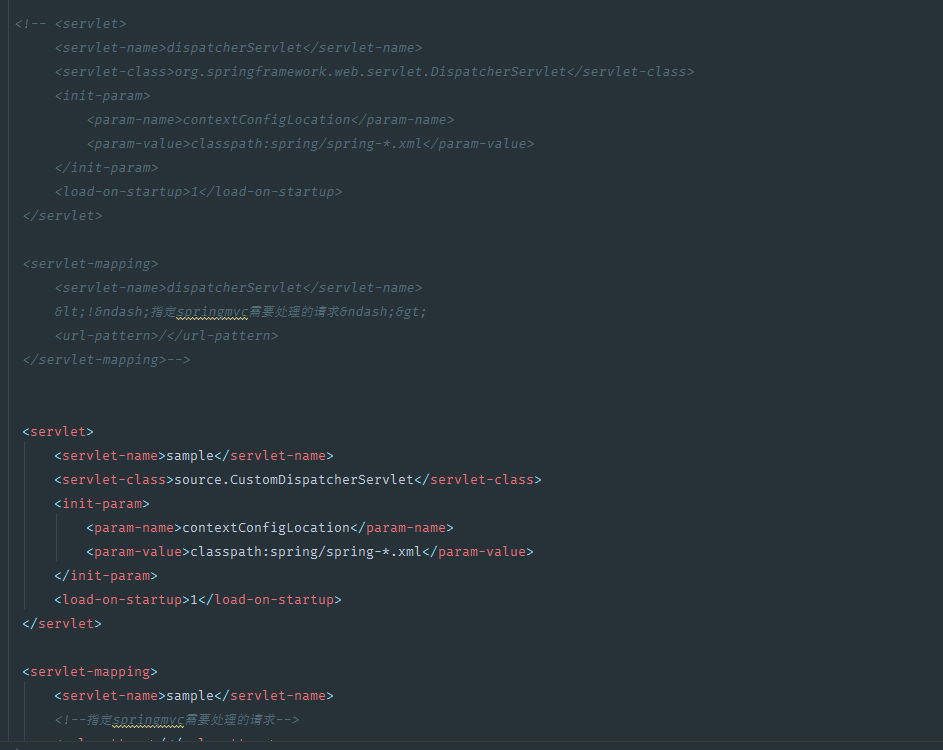 <!-- <servlet>
<servlet-name>dispatcherServlet</servlet-name>
<servlet-class>org.springframework.web.servlet.DispatcherServlet</servlet-class>
<init-param>
<param-name>contextConfigLocation</param-name>
<param-value>classpath:spring/spring-*.xml</param-value>
</init-param>
<load-on-startup>1</load-on-startup>
</servlet>
<servlet-mapping>
<servlet-name>dispatcherServlet</servlet-name>
&lt;!&ndash;指定springmvc需要处理的请求&ndash;&gt;
<url-pattern>/</url-pattern>
</servlet-mapping>-->
<servlet>
<servlet-name>sample</servlet-name>
<servlet-class>source.CustomDispatcherServlet</servlet-class>
<init-param>
<param-name>contextConfigLocation</param-name>
<param-value>classpath:spring/spring-*.xml</param-value>
</init-param>
<load-on-startup>1</load-on-startup>
</servlet>
<servlet-mapping>
<servlet-name>sample</servlet-name>
<!--指定springmvc需要处理的请求-->